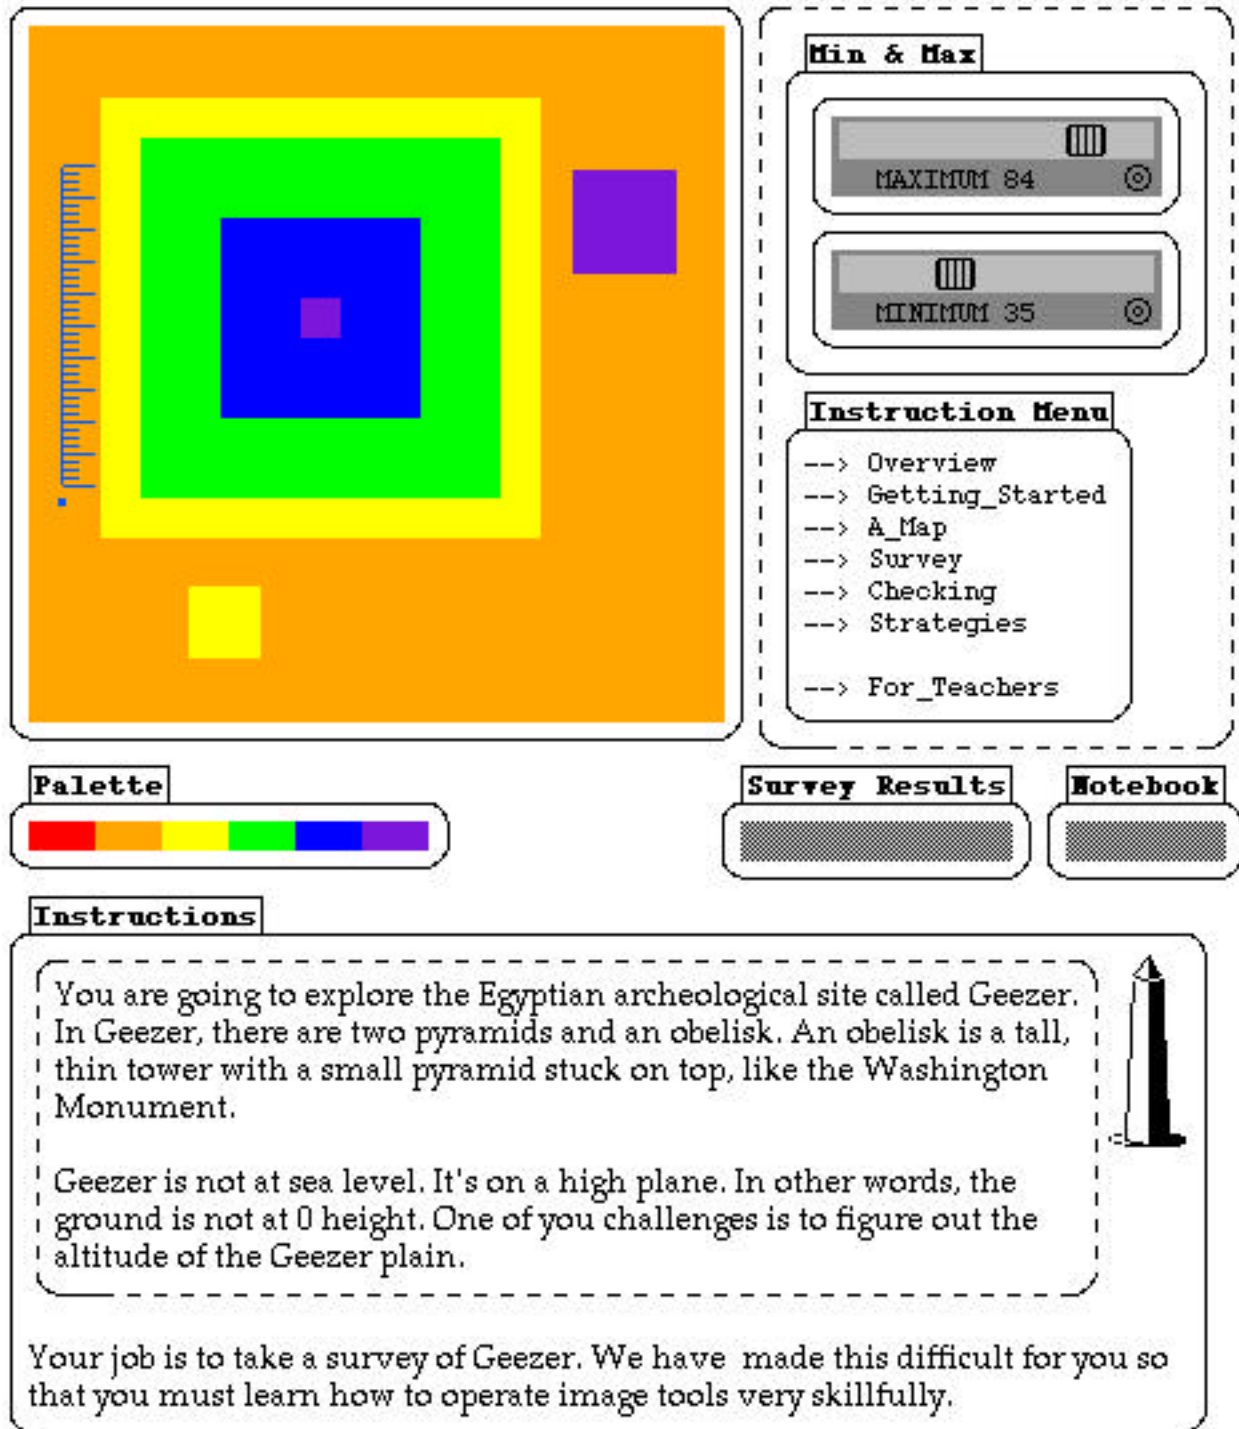 Min & Max
MAXIMUM 84
MINIMUM 35
Instruction Menu
--> Overview
--> Getting_Started
--> A_Map
--> Survey
--> Checking
--> Strategies
--> For_Teachers
Palette
Survey Results
Notebook
Instructions
You are going to explore the Egyptian archeological site called Geezer.
In Geezer, there are two pyramids and an obelisk. An obelisk is a tall,
thin tower with a small pyramid stuck on top, like the Washington
Monument.
Geezer is not at sea level. It's on a high plane. In other words, the
ground is not at 0 height. One of you challenges is to figure out the
altitude of the Geezer plain.
Your job is to take a survey of Geezer. We have  made this difficult for you so
that you must learn how to operate image tools very skillfully.